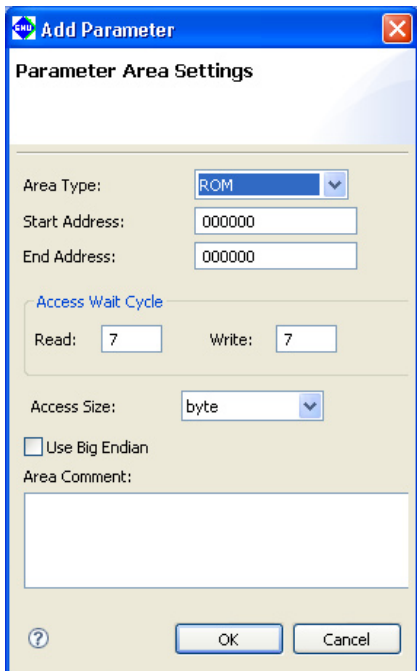 GNU Add Parameter
Parameter Area Settings
Area Type: ROM
Start Address: 000000
End Address: 000000
Access Wait Cycle
Read: 7 Write: 7
Access Size: byte
Use Big Endian
Area Comment:
? OK Cancel